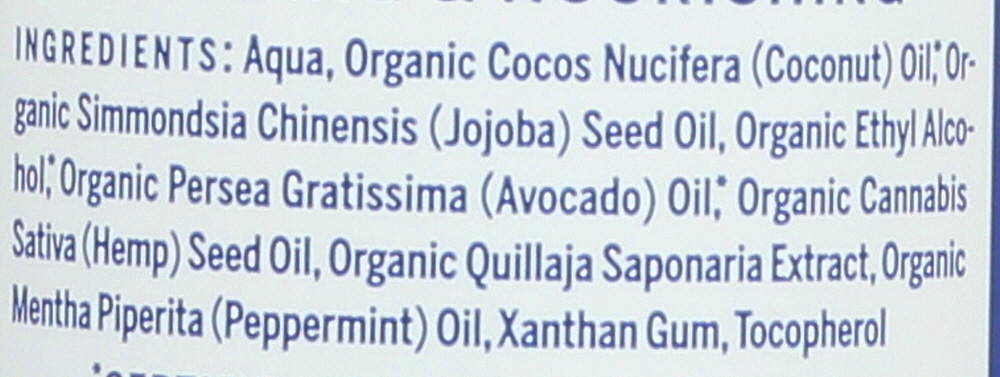 INGREDIENTS: Aqua, Organic Cocos Nucifera (Coconut) Oil,* Or-
ganic Simmondsia Chinensis (Jojoba) Seed Oil, Organic Ethyl Alco-
hol,* Organic Persea Gratissima (Avocado) Oil,* Organic Cannabis
Sativa (Hemp) Seed Oil, Organic Quillaja Saponaria Extract, Organic
Mentha Piperita (Peppermint) Oil, Xanthan Gum, Tocopherol